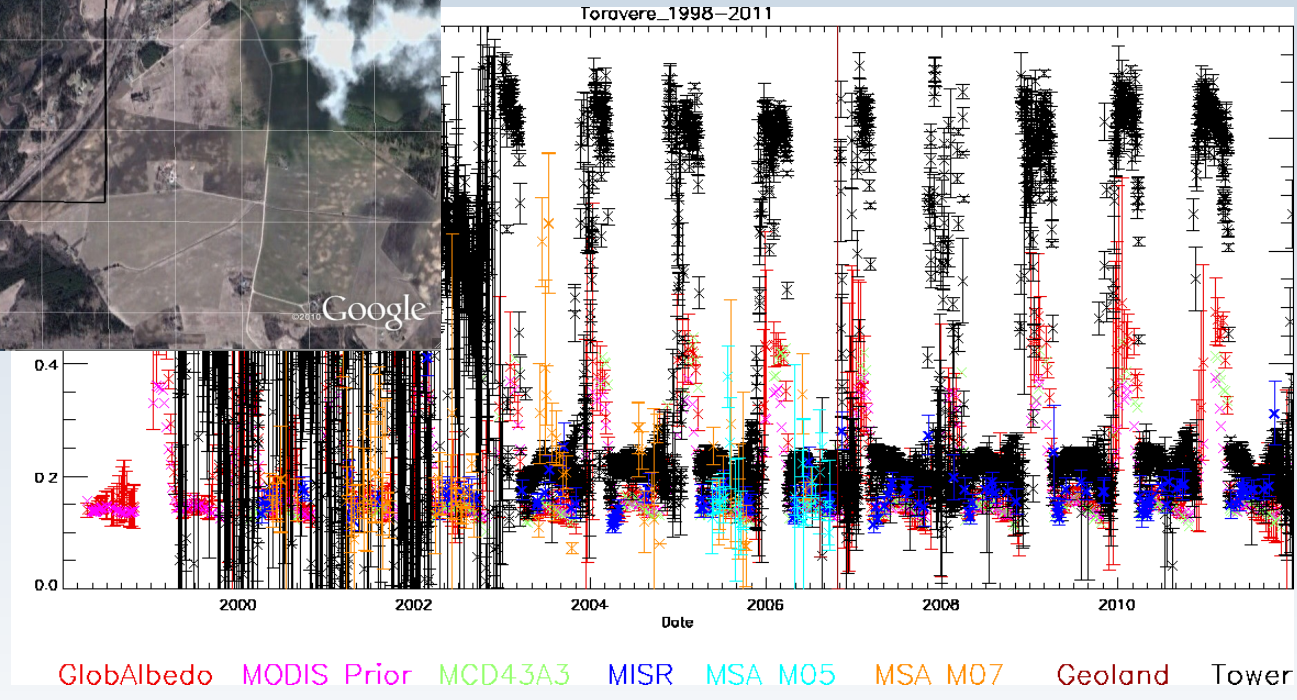 Toravere_1998-2011
©2010 Google
0.4
0.2
0.0
2000 2002 2004 2006 2008 2010
Date
GlobAlbedo MODIS Prior MCD43A3 MISR MSA M05 MSA M07 Geoland Tower